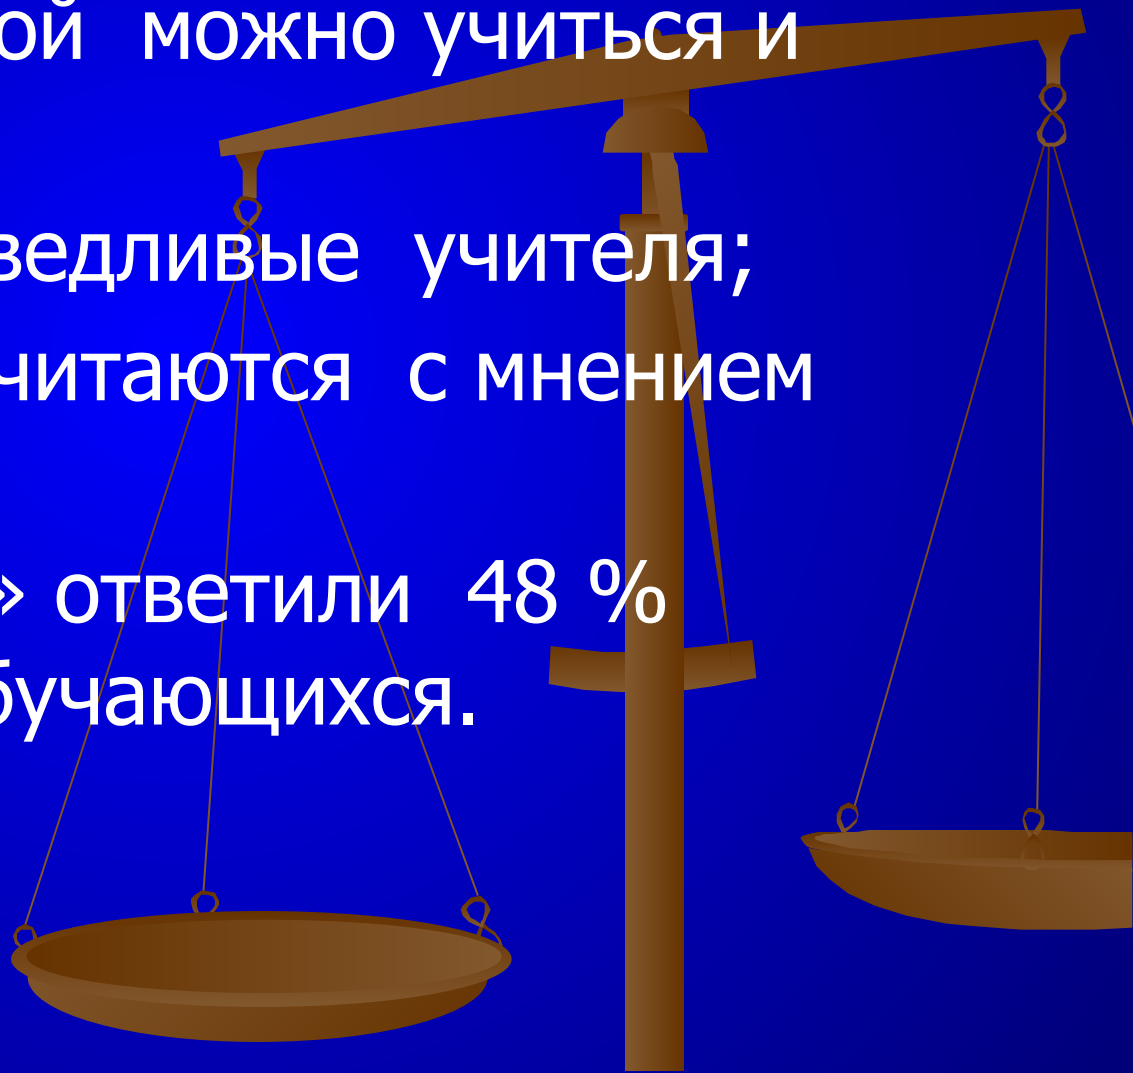 ой можно учиться и
ведливые учителя;
читаются с мнением
» ответили 48 %
бучающихся.